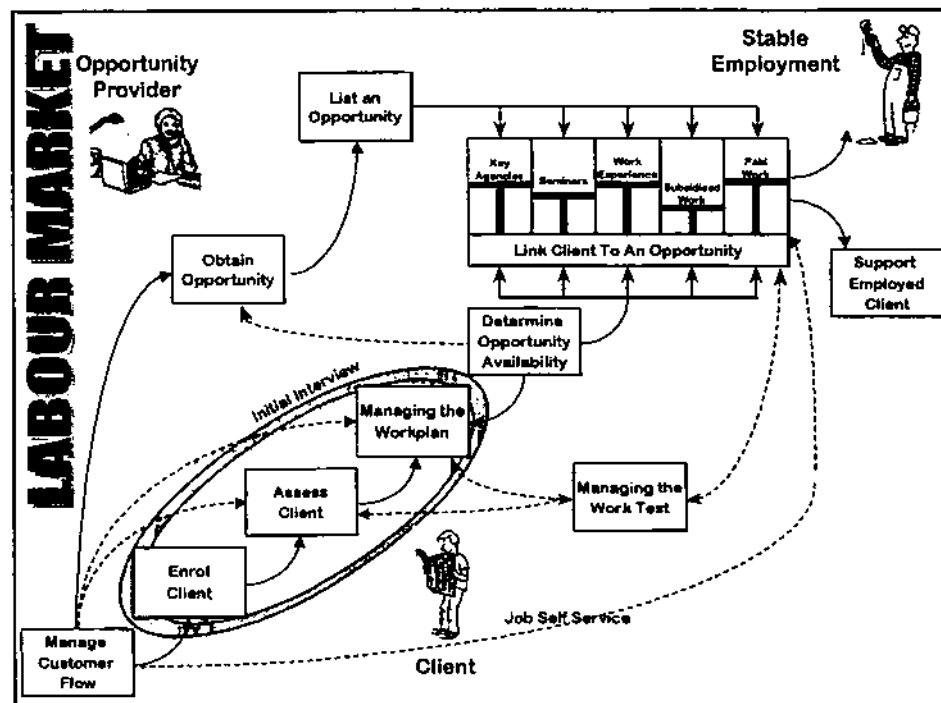 LABOUR MARKET
Opportunity
Provider
Stable
Employment
List an
Opportunity
Key
Agencies
Seminars
Work
Experience
Subsidised
Work
Paid
Work
Link Client To An Opportunity
Obtain
Opportunity
Support
Employed
Client
Determine
Opportunity
Availability
Initial Interview
Managing the
Workplan
Assess
Client
Managing the
Work Test
Enrol
Client
Job Self Service
Manage
Customer
Flow
Client